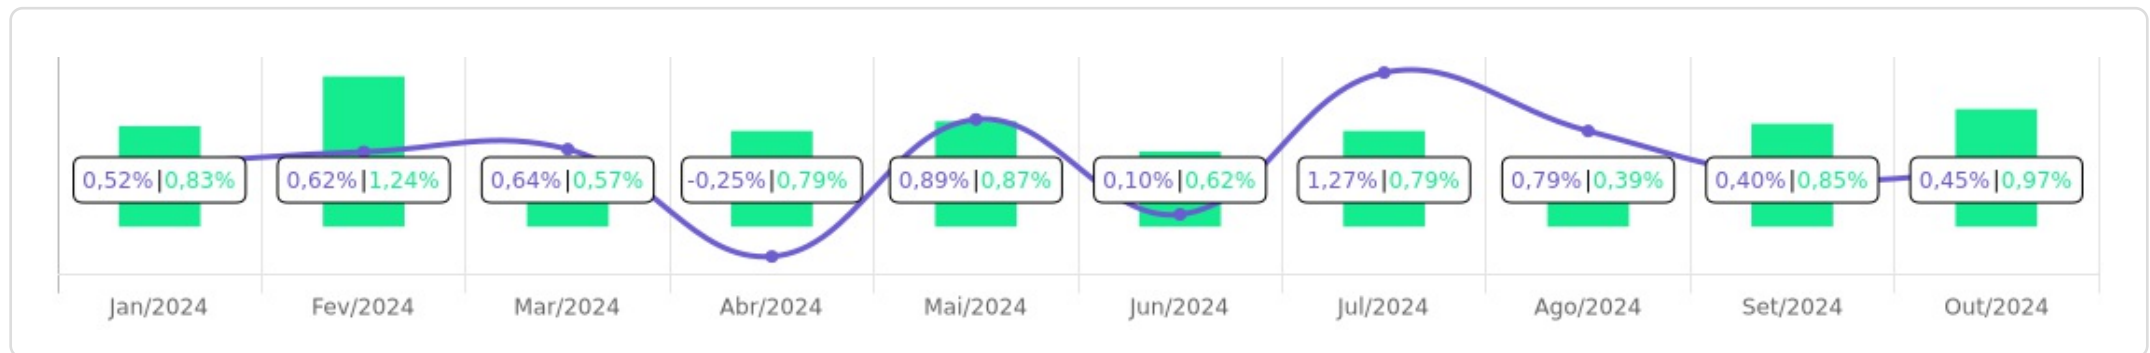 0,52%|0,83% 0,62%|1,24% 0,64%|0,57% -0,25%|0,79% 0,89%|0,87% 0,10%|0,62% 1,27%|0,79% 0,79%|0,39% 0,40%|0,85% 0,45%|0,97%
Jan/2024 Fev/2024 Mar/2024 Abr/2024 Mai/2024 Jun/2024 Jul/2024 Ago/2024 Set/2024 Out/2024